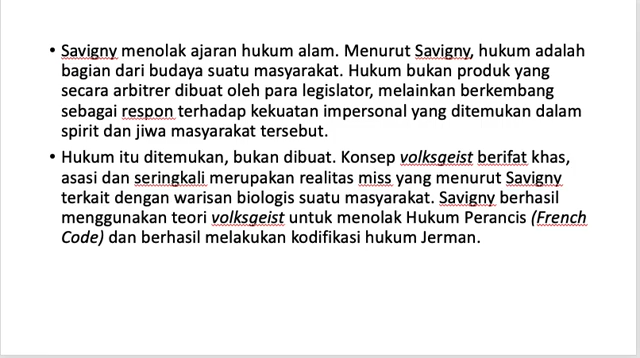 • Savigny menolak ajaran hukum alam. Menurut Savigny, hukum adalah
bagian dari budaya suatu masyarakat. Hukum bukan produk yang
secara arbitrer dibuat oleh para legislator, melainkan berkembang
sebagai respon terhadap kekuatan impersonal yang ditemukan dalam
spirit dan jiwa masyarakat tersebut.
• Hukum itu ditemukan, bukan dibuat. Konsep volksgeist berifat khas,
asasi dan seringkali merupakan realitas miss yang menurut Savigny
terkait dengan warisan biologis suatu masyarakat. Savigny berhasil
menggunakan teori volksgeist untuk menolak Hukum Perancis (French
Code) dan berhasil melakukan kodifikasi hukum Jerman.